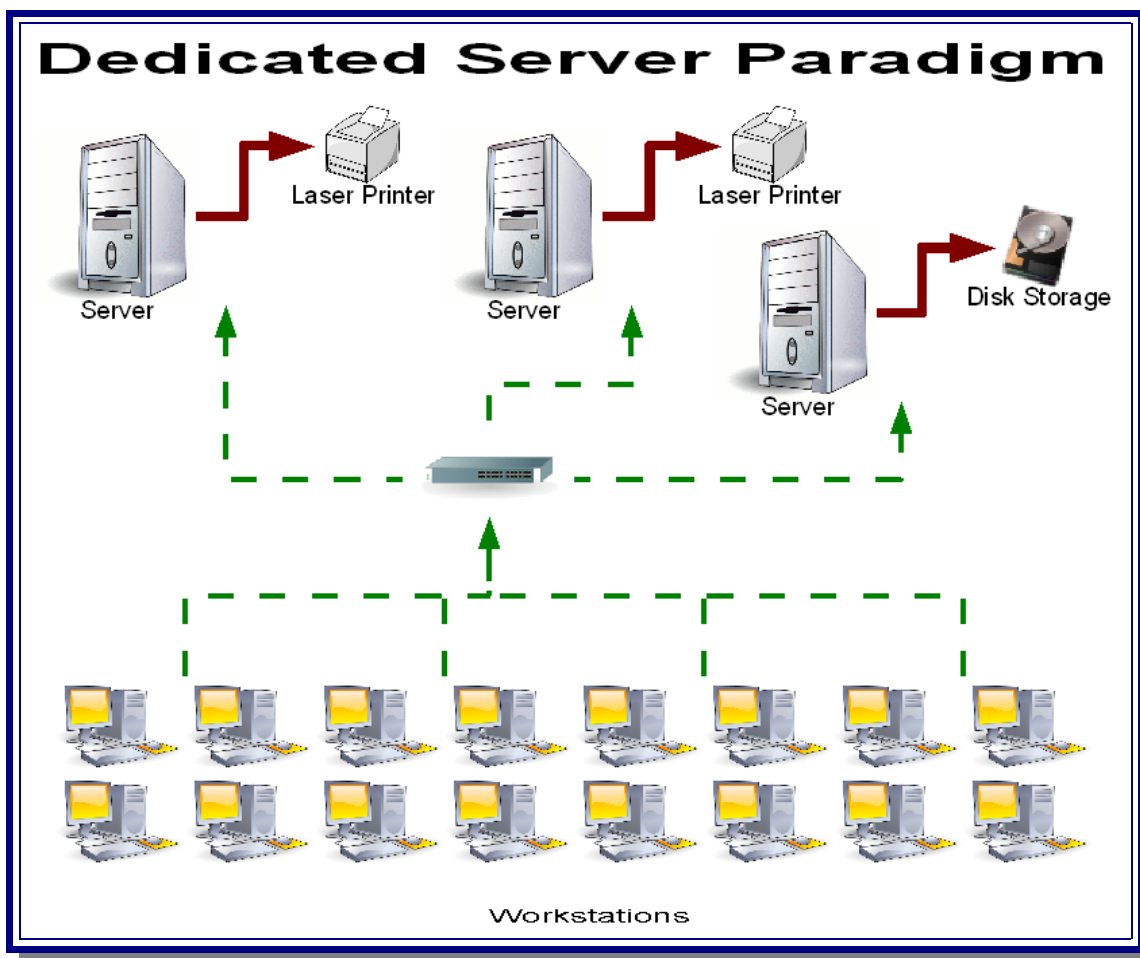 Dedicated Server Paradigm
Laser Printer
Laser Printer
Server
Server
Disk Storage
Server
Workstations